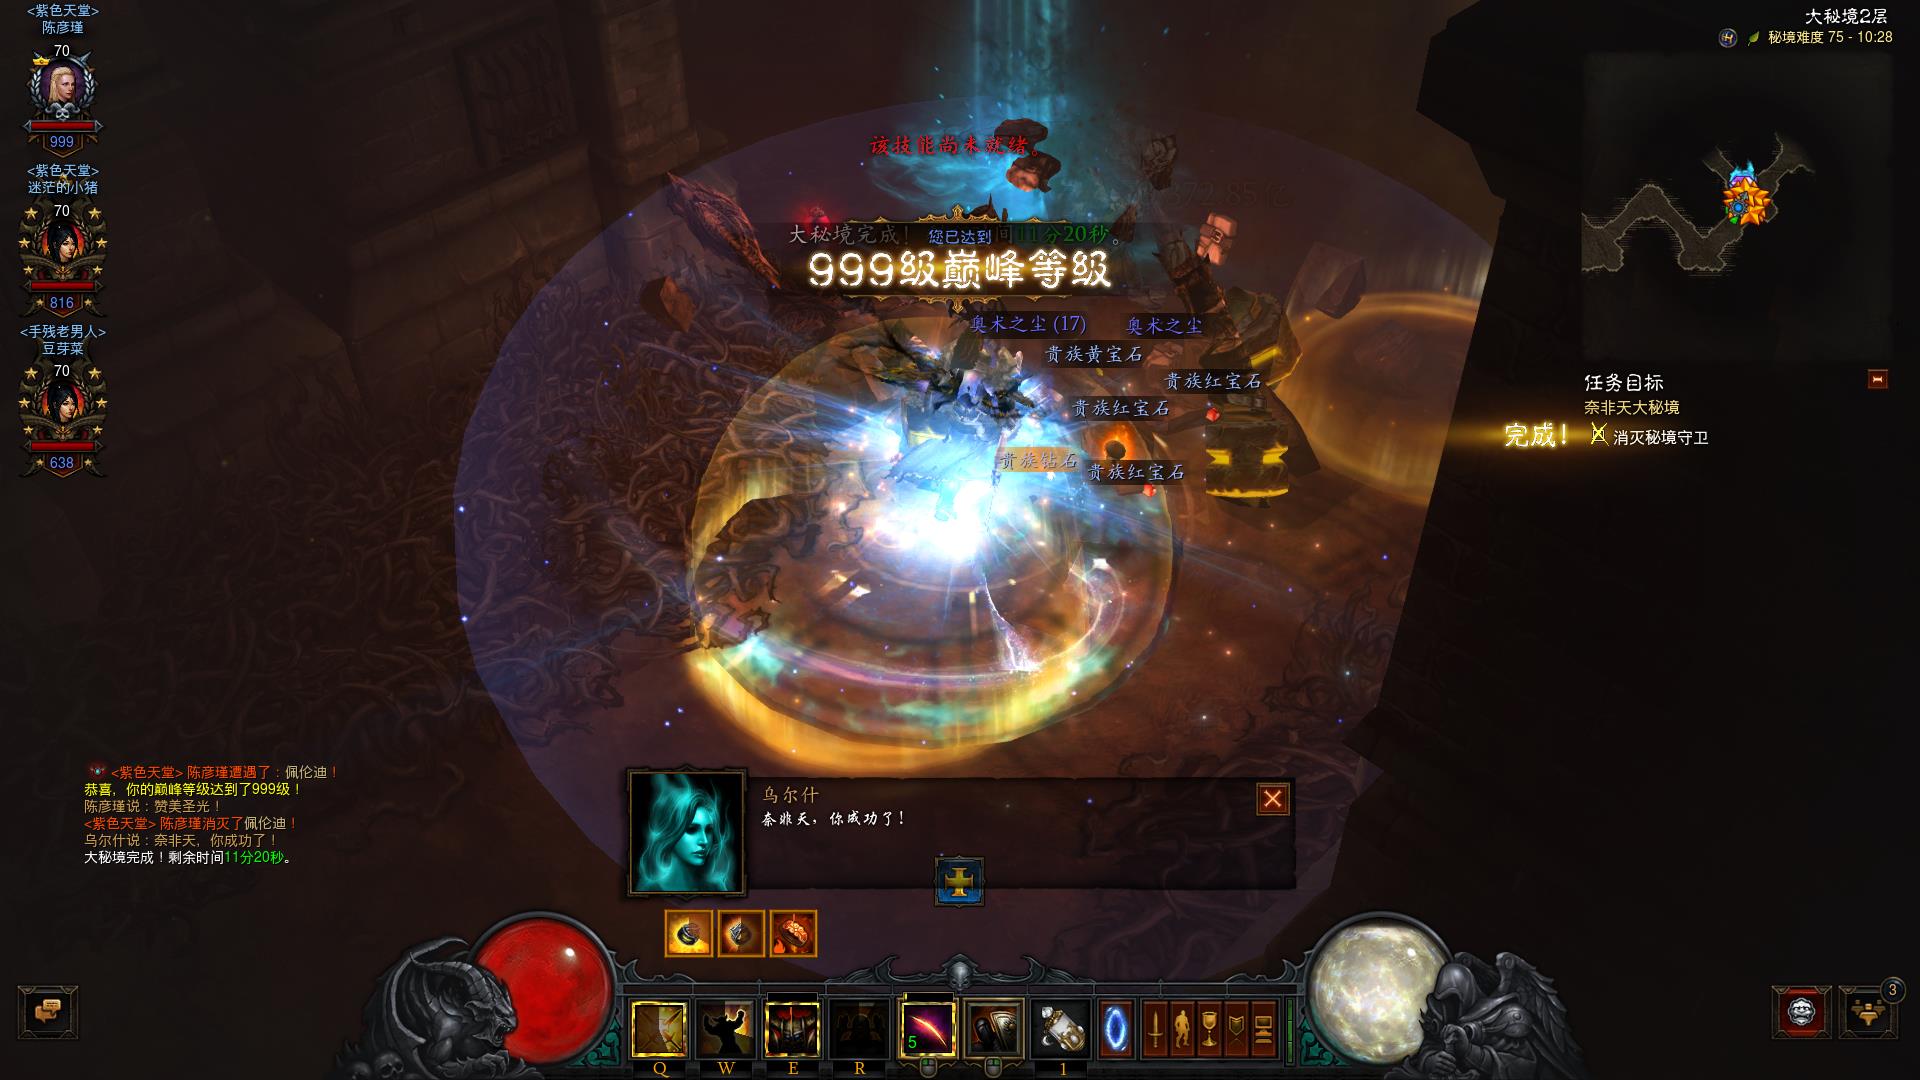 <紫色天堂>
陈彦瑾
70
999
<紫色天堂>
迷茫的小猪
70
816
<手残老男人>
豆芽菜
70
638
大秘境2层
秘境难度 75 - 10:28
该技能尚未就绪。
大秘境完成！ 间11分20秒。
您已达到
999级巅峰等级
奥术之尘 (17)
奥术之尘
贵族黄宝石
贵族红宝石
贵族红宝石
贵族钻石
贵族红宝石
任务目标
奈非天大秘境
完成！
消灭秘境守卫
<紫色天堂> 陈彦瑾遭遇了：佩伦迪！
恭喜，你的巅峰等级达到了999级！
陈彦瑾说：赞美圣光！
<紫色天堂> 陈彦瑾消灭了佩伦迪！
乌尔什说：奈非天，你成功了！
大秘境完成！剩余时间11分20秒。
乌尔什
奈非天，你成功了！
5
Q
W
E
R
1
3